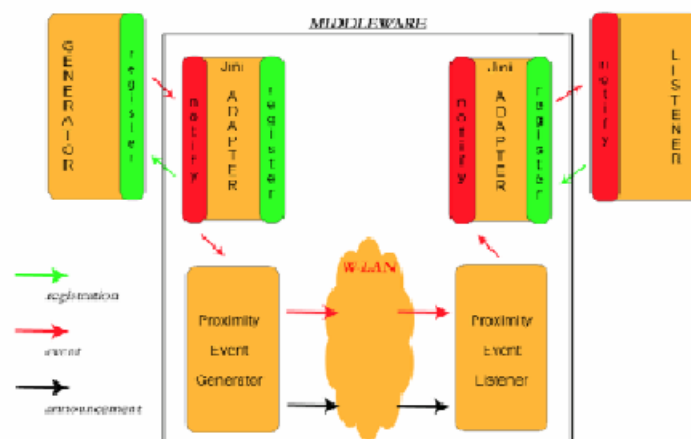 MIDDLEWARE
GENERATOR
register
notify
Jini
ADAPTER
register
notify
Jini
ADAPTER
register
notify
LISTENER
W-LAN
Proximity
Event
Generator
Proximity
Event
Listener
registration
event
announcement